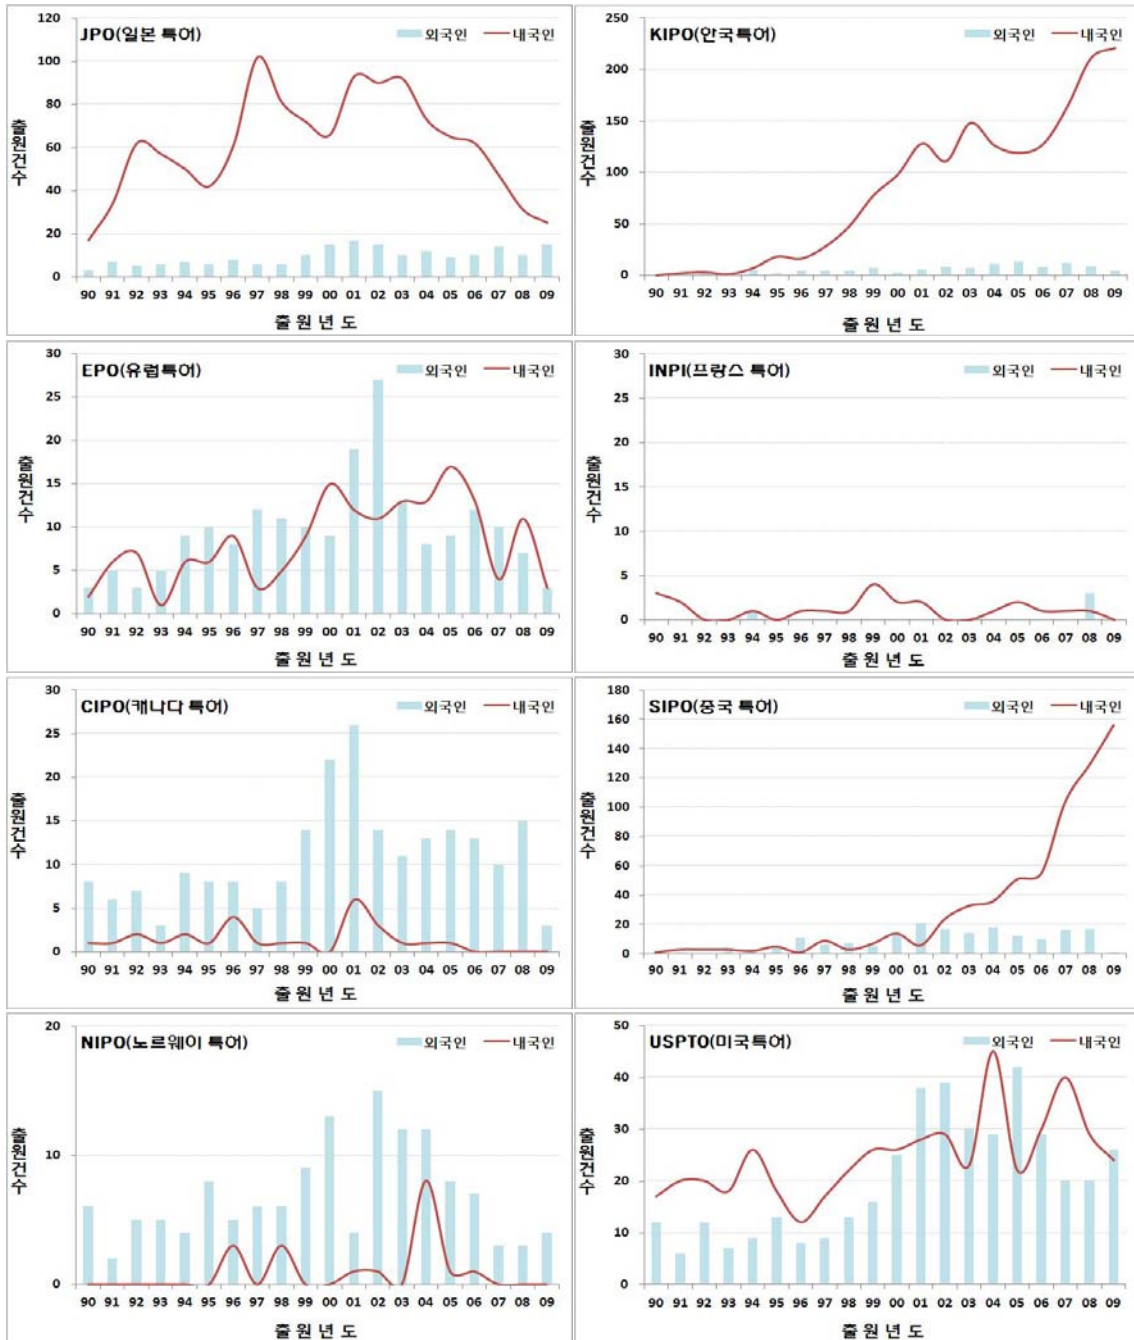 JPO(일본 특허)
외국인 내국인
120
100
80
60
40
20
0
출원건수
90 91 92 93 94 95 96 97 98 99 00 01 02 03 04 05 06 07 08 09
출 원 년 도
KIPO(한국특허)
외국인 내국인
250
200
150
100
50
0
출원건수
90 91 92 93 94 95 96 97 98 99 00 01 02 03 04 05 06 07 08 09
출 원 년 도
EPO(유럽특허)
외국인 내국인
30
25
20
15
10
5
0
출원건수
90 91 92 93 94 95 96 97 98 99 00 01 02 03 04 05 06 07 08 09
출 원 년 도
INPI(프랑스 특허)
외국인 내국인
30
25
20
15
10
5
0
출원건수
90 91 92 93 94 95 96 97 98 99 00 01 02 03 04 05 06 07 08 09
출 원 년 도
CIPO(캐나다 특허)
외국인 내국인
30
25
20
15
10
5
0
출원건수
90 91 92 93 94 95 96 97 98 99 00 01 02 03 04 05 06 07 08 09
출 원 년 도
SIPO(중국 특허)
외국인 내국인
180
160
140
120
100
80
60
40
20
0
출원건수
90 91 92 93 94 95 96 97 98 99 00 01 02 03 04 05 06 07 08 09
출 원 년 도
NIPO(노르웨이 특허)
외국인 내국인
20
10
0
출원건수
90 91 92 93 94 95 96 97 98 99 00 01 02 03 04 05 06 07 08 09
출 원 년 도
USPTO(미국특허)
외국인 내국인
50
40
30
20
10
0
출원건수
90 91 92 93 94 95 96 97 98 99 00 01 02 03 04 05 06 07 08 09
출 원 년 도